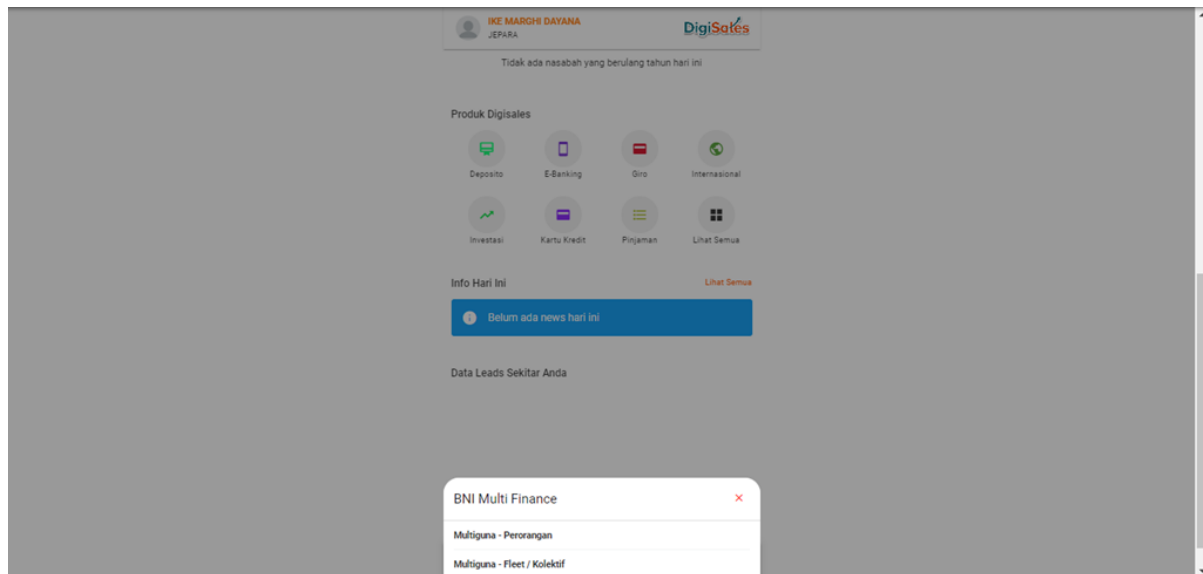 IKE MARGHI DAYANA
JEPARA
DigiSales
Tidak ada nasabah yang berulang tahun hari ini
Produk Digisales
Deposito E-Banking Giro Internasional
Investasi Kartu Kredit Pinjaman Lihat Semua
Info Hari Ini Lihat Semua
Belum ada news hari ini
Data Leads Sekitar Anda
BNI Multi Finance
Multiguna - Perorangan
Multiguna - Fleet / Kolektif